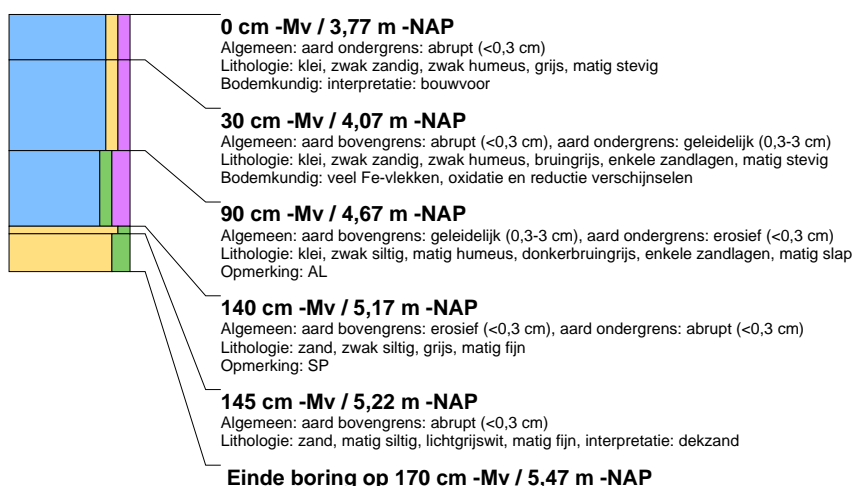 0 cm -Mv / 3,77 m -NAP
Algemeen: aard ondergrens: abrupt (<0,3 cm)
Lithologie: klei, zwak zandig, zwak humeus, grijs, matig stevig
Bodemkundig: interpretatie: bouwvoor
30 cm -Mv / 4,07 m -NAP
Algemeen: aard bovengrens: abrupt (<0,3 cm), aard ondergrens: geleidelijk (0,3-3 cm)
Lithologie: klei, zwak zandig, zwak humeus, bruingrijs, enkele zandlagen, matig stevig
Bodemkundig: veel Fe-vlekken, oxidatie en reductie verschijnselen
90 cm -Mv / 4,67 m -NAP
Algemeen: aard bovengrens: geleidelijk (0,3-3 cm), aard ondergrens: erosief (<0,3 cm)
Lithologie: klei, zwak siltig, matig humeus, donkerbruingrijs, enkele zandlagen, matig slap
Opmerking: AL
140 cm -Mv / 5,17 m -NAP
Algemeen: aard bovengrens: erosief (<0,3 cm), aard ondergrens: abrupt (<0,3 cm)
Lithologie: zand, zwak siltig, grijs, matig fijn
Opmerking: SP
145 cm -Mv / 5,22 m -NAP
Algemeen: aard bovengrens: abrupt (<0,3 cm)
Lithologie: zand, matig siltig, lichtgrijswit, matig fijn, interpretatie: dekzand
Einde boring op 170 cm -Mv / 5,47 m -NAP